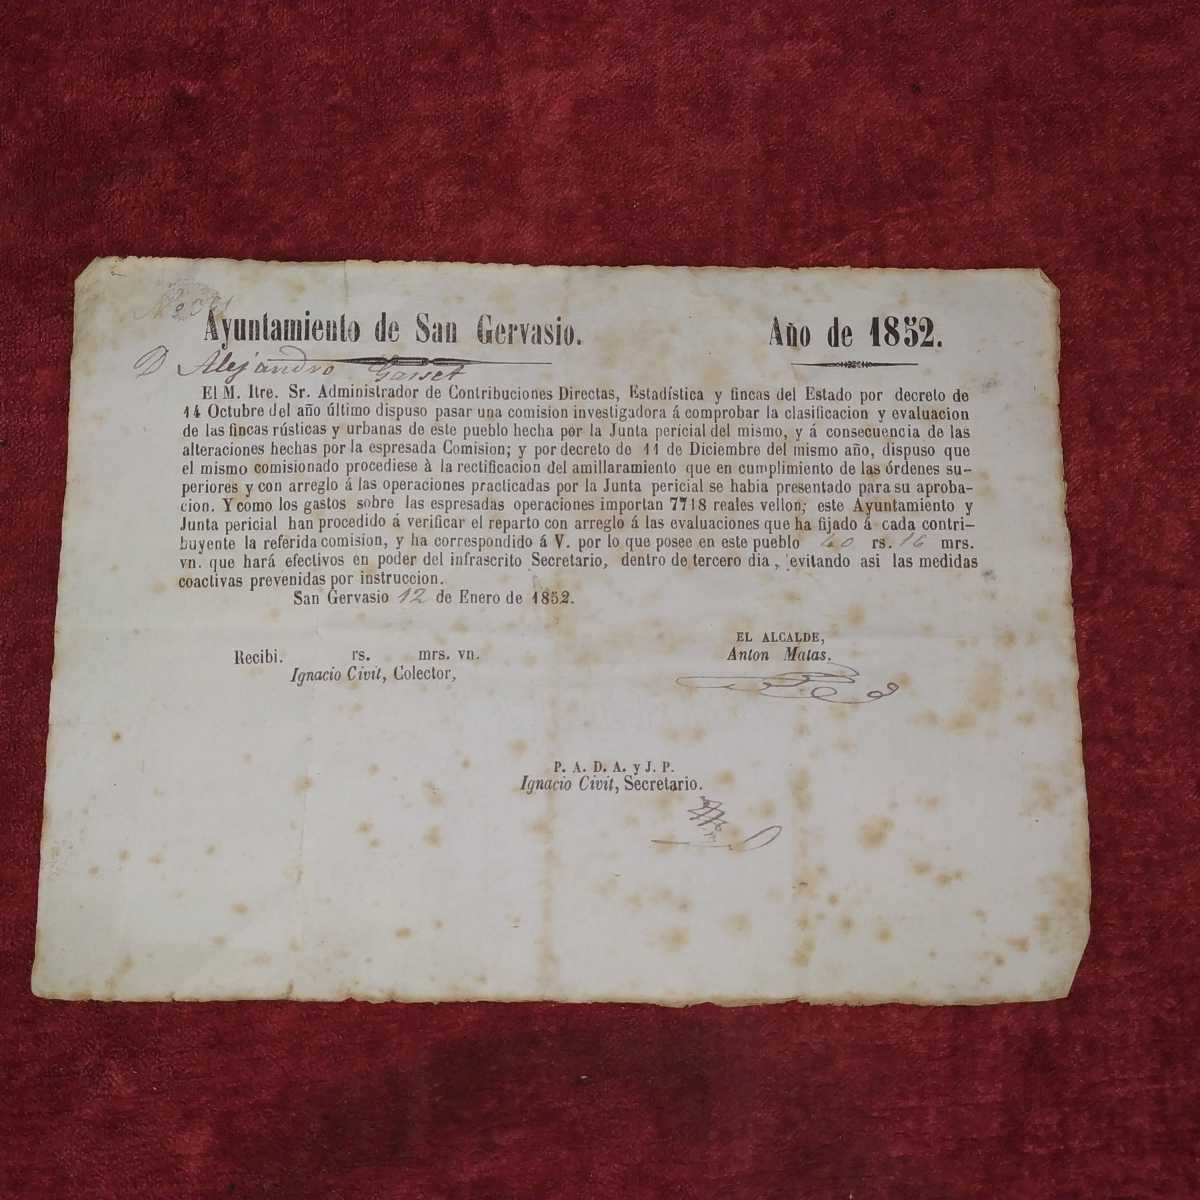 Ayuntamiento de San Gervasio. Año de 1852.
D Alejandro Gasset
El M. Itre. Sr. Administrador de Contribuciones Directas, Estadística y fincas del Estado por decreto de
14 Octubre del año último dispuso pasar una comision investigadora á comprobar la clasificacion y evaluacion
de las fincas rústicas y urbanas de este pueblo hecha por la Junta pericial del mismo, y á consecuencia de las
alteraciones hechas por la espresada Comision; y por decreto de 11 de Diciembre del mismo año, dispuso que
el mismo comisionado procediese à la rectificacion del amillaramiento que en cumplimiento de las órdenes su-
periores y con arreglo á las operaciones practicadas por la Junta pericial se habia presentado para su aproba-
cion. Y como los gastos sobre las espresadas operaciones importan 7718 reales vellon; este Ayuntamiento y
Junta pericial han procedido á verificar el reparto con arreglo á las evaluaciones que ha fijado á cada contri-
buyente la referida comision, y ha correspondido á V. por lo que posee en este pueblo 40 rs. 16 mrs.
vn. que hará efectivos en poder del infrascrito Secretario, dentro de tercero dia, evitando asi las medidas
coactivas prevenidas por instruccion.
San Gervasio 12 de Enero de 1852.
EL ALCALDE,
Anton Matas.
Recibi. rs. mrs. vn.
Ignacio Civit, Colector,
P. A. D. A. y J. P.
Ignacio Civit, Secretario.